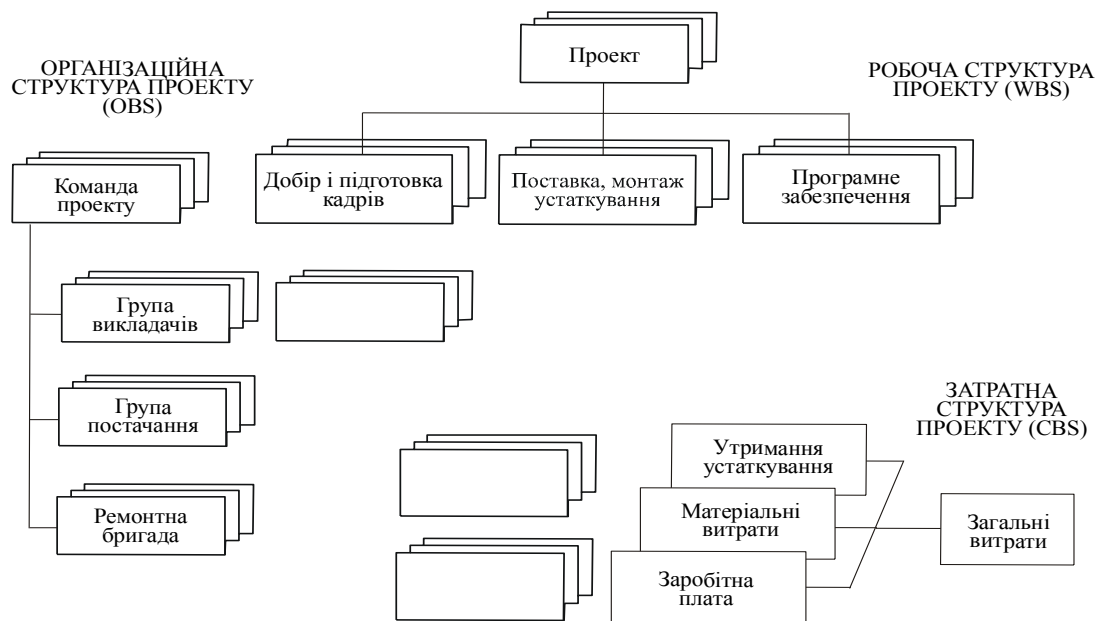 Проект
ОРГАНІЗАЦІЙНА
СТРУКТУРА ПРОЕКТУ
(OBS)
РОБОЧА СТРУКТУРА
ПРОЕКТУ (WBS)
Команда
проекту
Добір і підготовка
кадрів
Поставка, монтаж
устаткування
Програмне
забезпечення
Група
викладачів
Група
постачання
ЗАТРАТНА
СТРУКТУРА
ПРОЕКТУ (CBS)
Утримання
устаткування
Ремонтна
бригада
Матеріальні
витрати
Загальні
витрати
Заробітна
плата